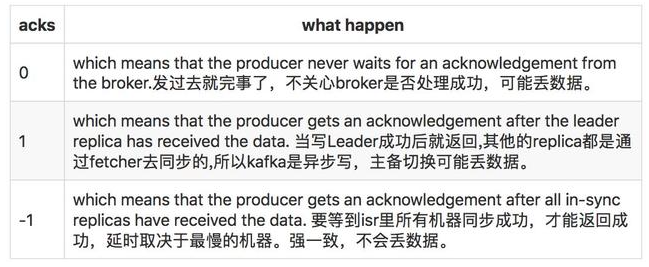 acks what happen
which means that the producer never waits for an acknowledgement from
0
the broker.发过去就完事了，不关心broker是否处理成功，可能丢数据。
which means that the producer gets an acknowledgement after the leader
1
replica has received the data. 当写Leader成功后就返回,其他的replica都是通
过fetcher去同步的,所以kafka是异步写，主备切换可能丢数据。
which means that the producer gets an acknowledgement after all in-sync
-1
replicas have received the data. 要等到isr里所有机器同步成功，才能返回成
功，延时取决于最慢的机器。强一致，不会丢数据。